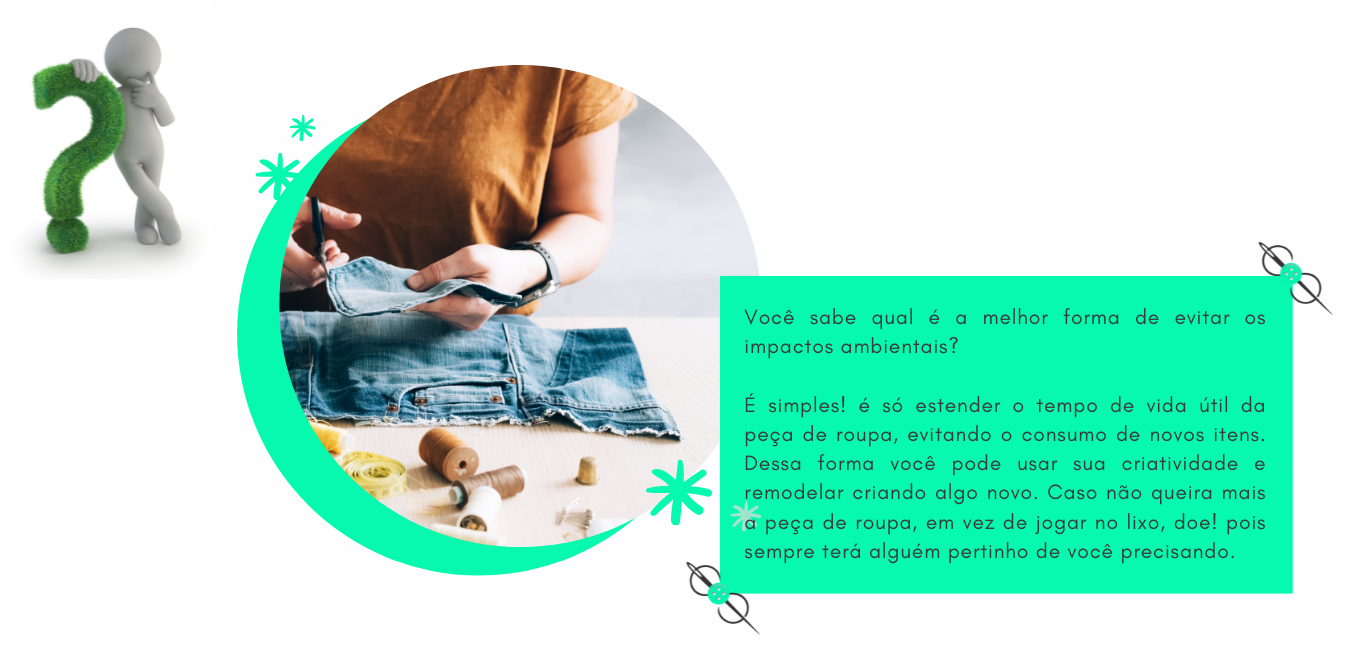 Você sabe qual é a melhor forma de evitar os
impactos ambientais?
É simples! é só estender o tempo de vida útil da
peça de roupa, evitando o consumo de novos itens.
Dessa forma você pode usar sua criatividade e
remodelar criando algo novo. Caso não queira mais
a peça de roupa, em vez de jogar no lixo, doe! pois
sempre terá alguém pertinho de você precisando.